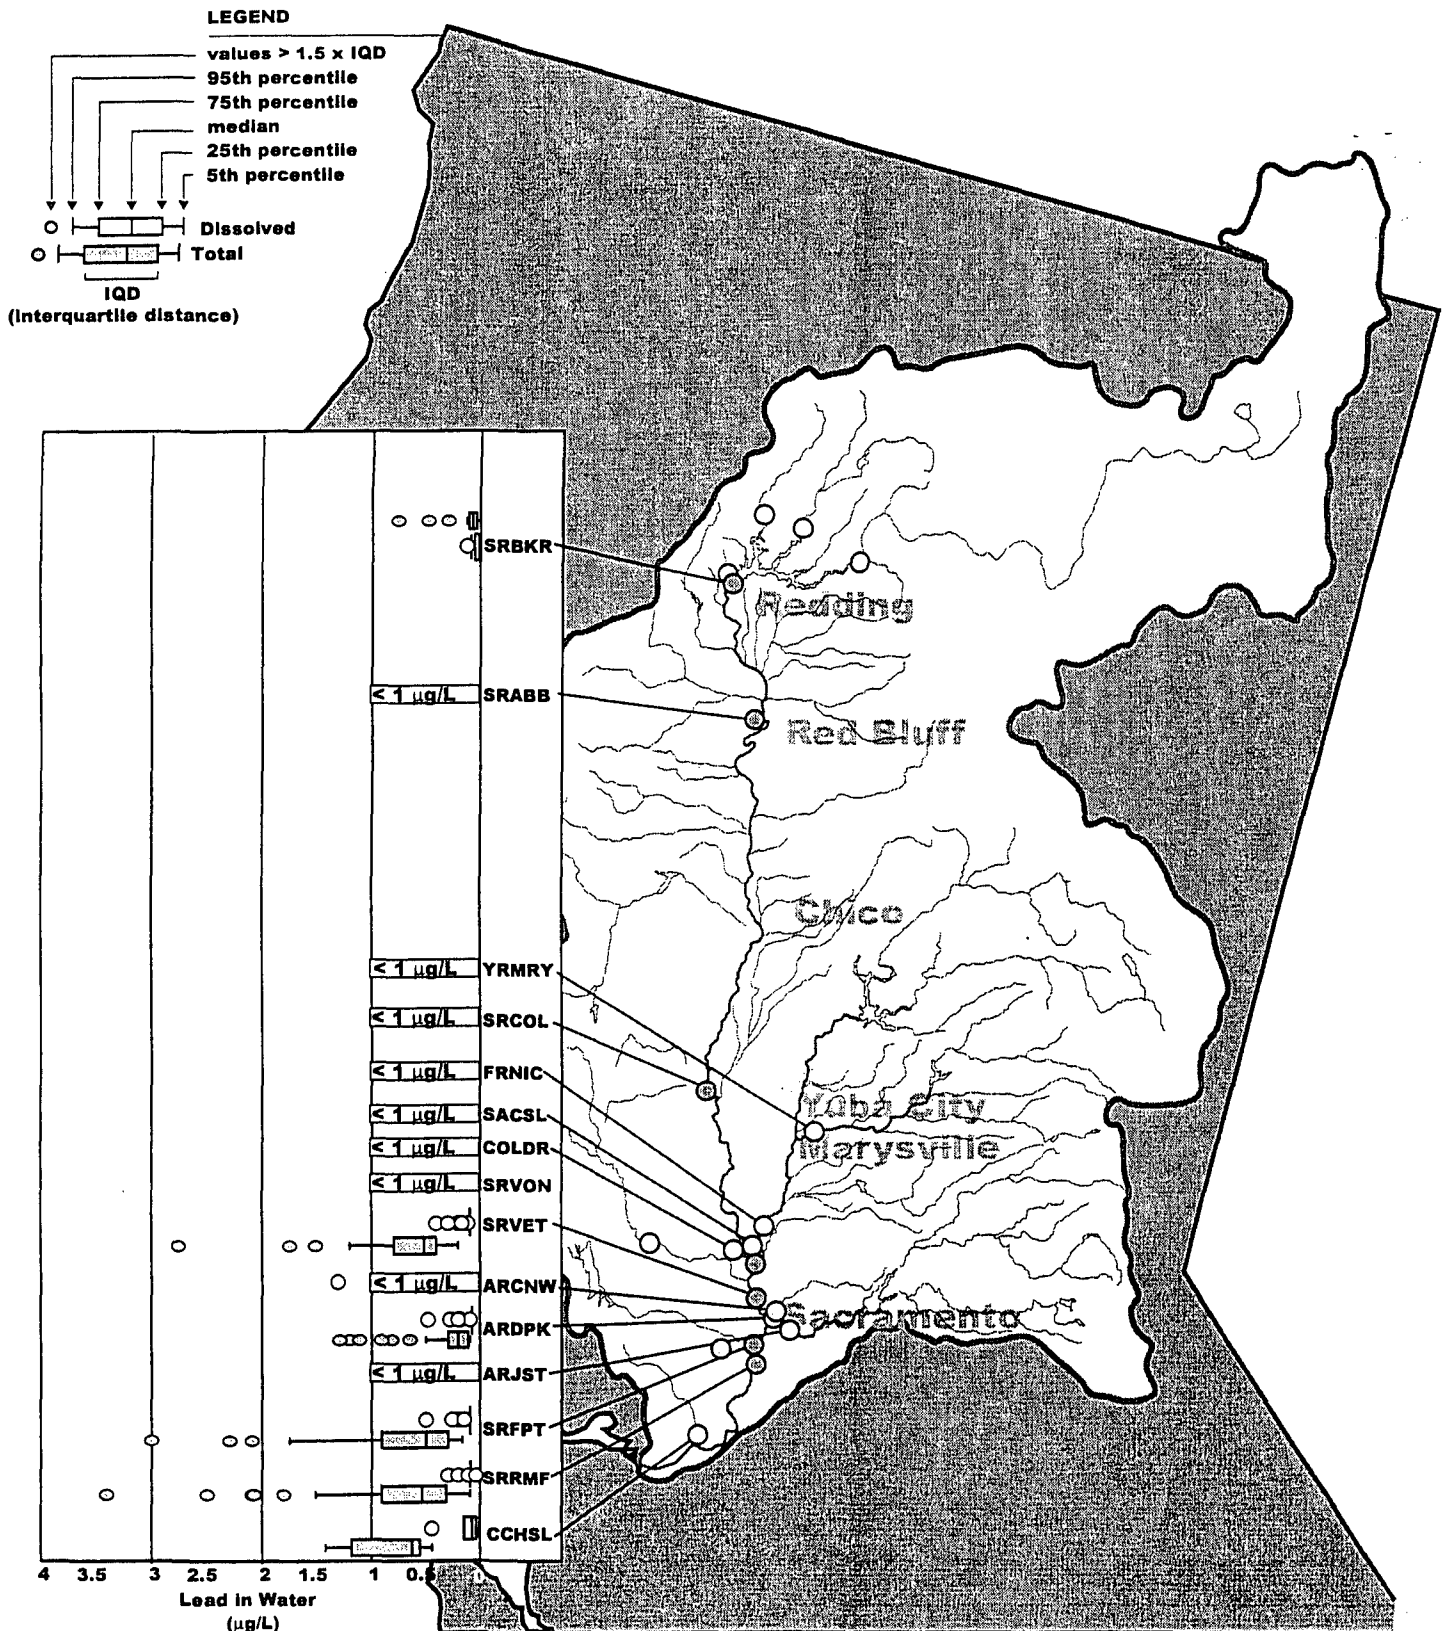 LEGEND
values > 1.5 x IQD
95th percentile
75th percentile
median
25th percentile
5th percentile
Dissolved
Total
IQD
(interquartile distance)
SRBKR
Redding
< 1 µg/L SRABB
Red Bluff
Chico
< 1 µg/L YRMRY
< 1 µg/L SRCOL
< 1 µg/L FRNIC
Yuba City
< 1 µg/L SACSL
Marysville
< 1 µg/L COLDR
< 1 µg/L SRVON
SRVET
< 1 µg/L ARCNW
Sacramento
ARDPK
< 1 µg/L ARJST
SRFPT
SRRMF
CCHSL
4 3.5 3 2.5 2 1.5 1 0.5
Lead in Water
(µg/L)